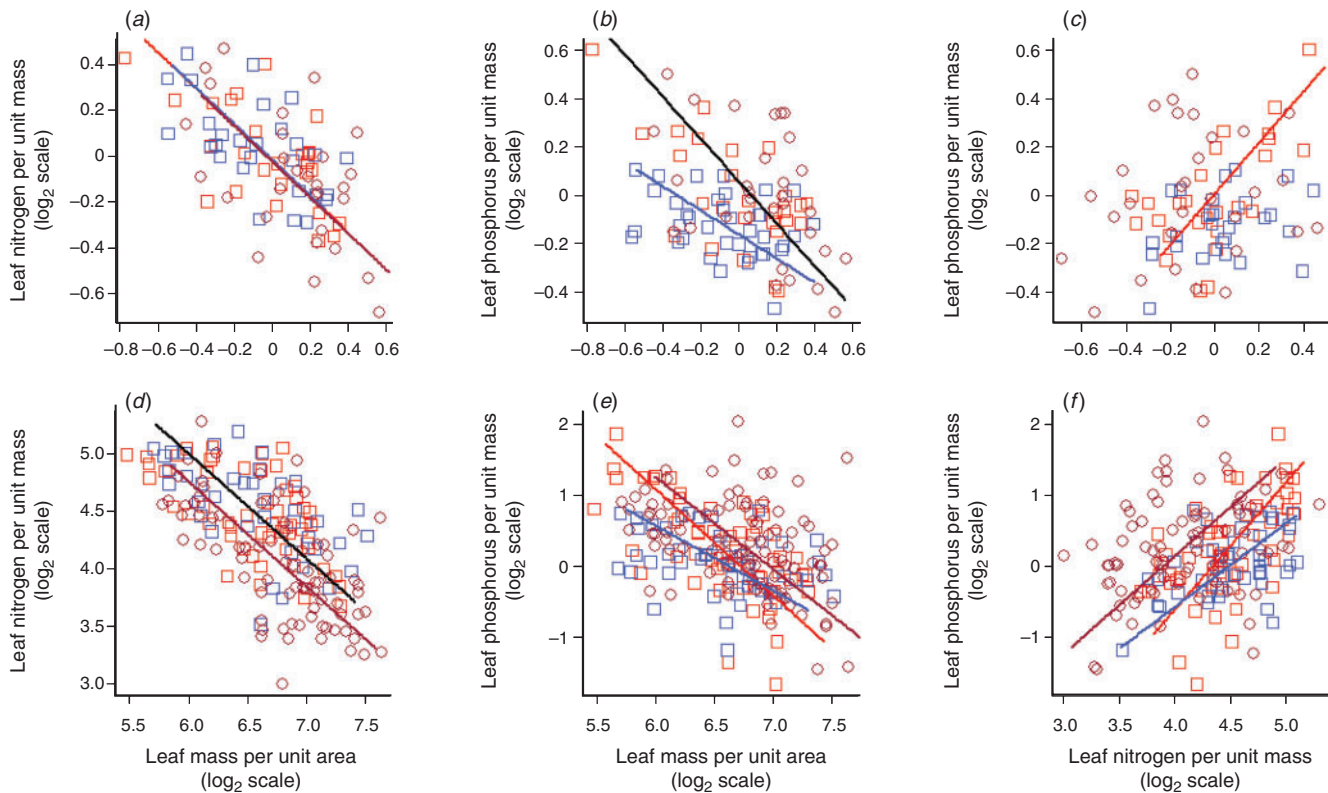 (a)
Leaf nitrogen per unit mass
(log2 scale)
0.4
0.2
0
−0.2
−0.4
−0.6
−0.8 −0.6 −0.4 −0.2 0 0.2 0.4 0.6
(b)
Leaf phosphorus per unit mass
(log2 scale)
0.6
0.4
0.2
0
−0.2
−0.4
−0.8 −0.6 −0.4 −0.2 0 0.2 0.4 0.6
(c)
Leaf phosphorus per unit mass
(log2 scale)
0.6
0.4
0.2
0
−0.2
−0.4
−0.6 −0.4 −0.2 0 0.2 0.4
(d)
Leaf nitrogen per unit mass
(log2 scale)
5.0
4.5
4.0
3.5
3.0
5.5 6.0 6.5 7.0 7.5
Leaf mass per unit area
(log2 scale)
(e)
Leaf phosphorus per unit mass
(log2 scale)
2
1
0
−1
5.5 6.0 6.5 7.0 7.5
Leaf mass per unit area
(log2 scale)
(f)
Leaf phosphorus per unit mass
(log2 scale)
2
1
0
−1
3.0 3.5 4.0 4.5 5.0
Leaf nitrogen per unit mass
(log2 scale)